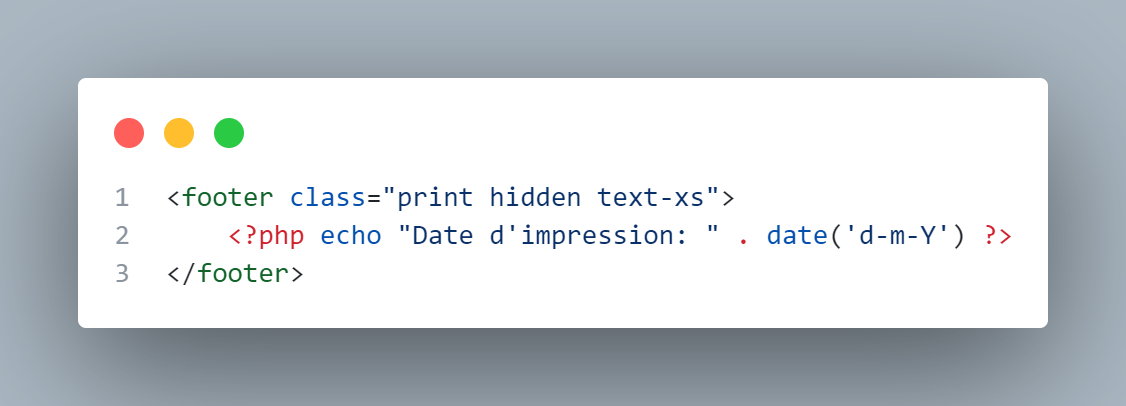 1 <footer class="print hidden text-xs">
2     <?php echo "Date d'impression: " . date('d-m-Y') ?>
3 </footer>